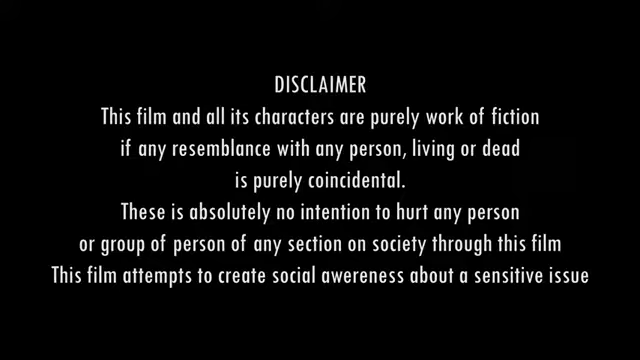 DISCLAIMER
This film and all its characters are purely work of fiction
if any resemblance with any person, living or dead
is purely coincidental.
These is absolutely no intention to hurt any person
or group of person of any section on society through this film
This film attempts to create social awereness about a sensitive issue